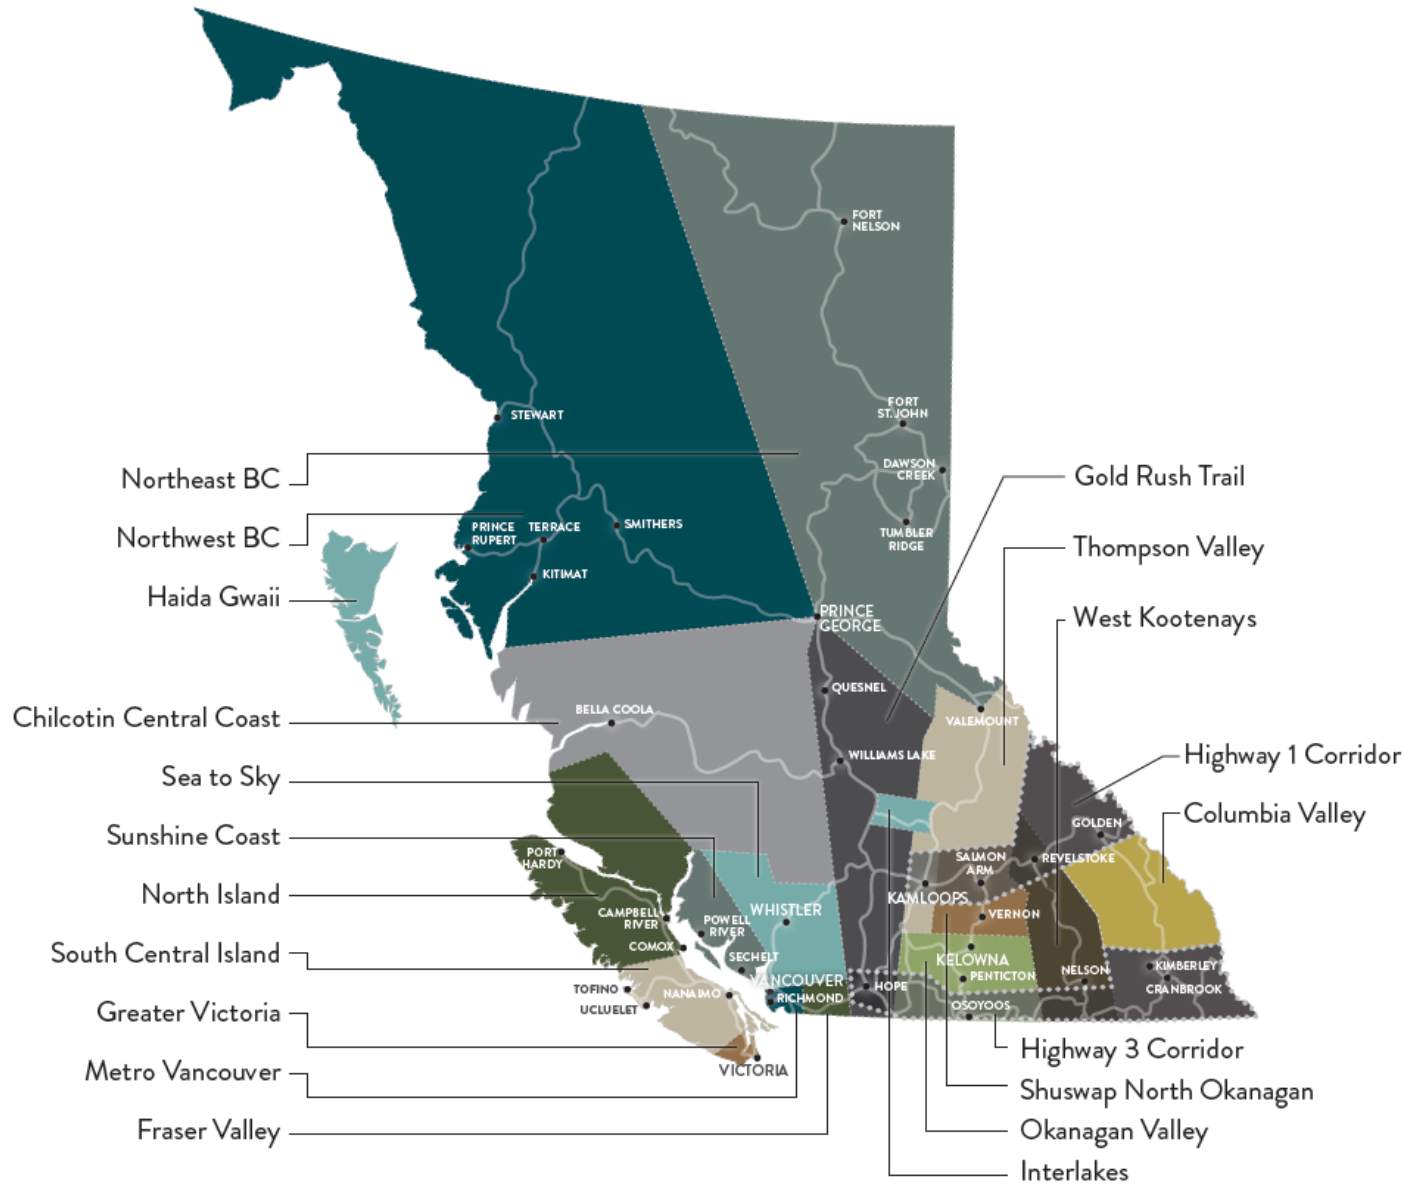 FORT
NELSON
FORT
ST.JOHN
DAWSON
CREEK
TUMBLER
RIDGE
STEWART
PRINCE
RUPERT
TERRACE
SMITHERS
KITIMAT
PRINCE
GEORGE
QUESNEL
VALEMOUNT
BELLA COOLA
WILLIAMS LAKE
GOLDEN
PORT
HARDY
SALMON
ARM
REVELSTOKE
KAMLOOPS
CAMPBELL
RIVER
POWELL
RIVER
WHISTLER
VERNON
COMOX
SECHELT
KELOWNA
PENTICTON
NELSON
KIMBERLEY
CRANBROOK
TOFINO
UCLUELET
NANAIMO
VANCOUVER
RICHMOND
HOPE
OSOYOOS
VICTORIA
Northeast BC
Northwest BC
Haida Gwaii
Chilcotin Central Coast
Sea to Sky
Sunshine Coast
North Island
South Central Island
Greater Victoria
Metro Vancouver
Fraser Valley
Gold Rush Trail
Thompson Valley
West Kootenays
Highway 1 Corridor
Columbia Valley
Highway 3 Corridor
Shuswap North Okanagan
Okanagan Valley
Interlakes